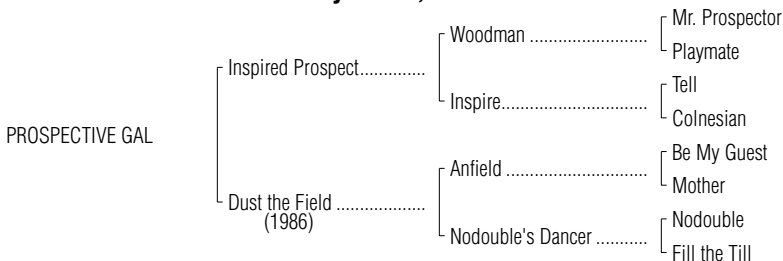 Mr. Prospector
Woodman ..........................
Playmate
Inspired Prospect..............
Tell
Inspire................................
Colnesian
PROSPECTIVE GAL
Be My Guest
Anfield ...............................
Mother
Dust the Field ...................
(1986)
Nodouble
Nodouble's Dancer ...........
Fill the Till